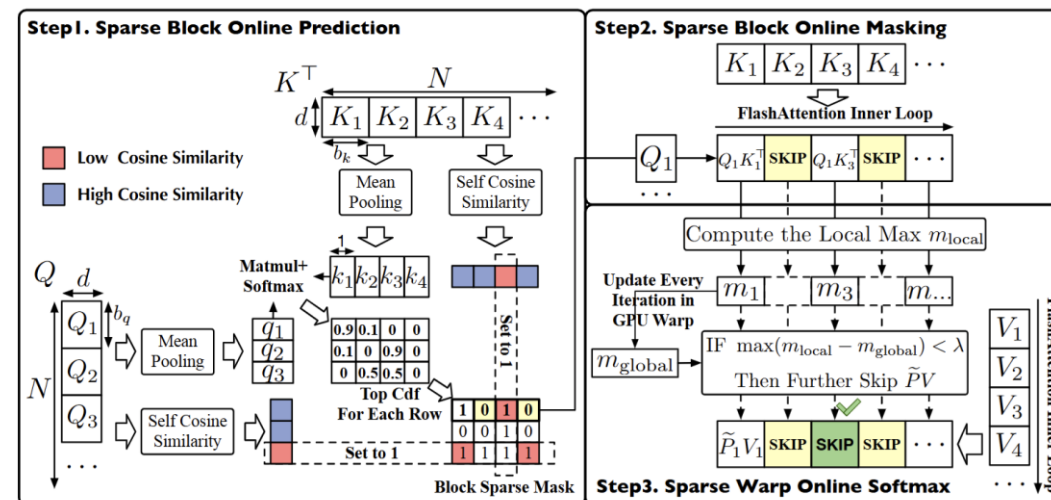 Step1. Sparse Block Online Prediction
K⊤
N
d
K₁ K₂ K₃ K₄ ···
b_k
Low Cosine Similarity
High Cosine Similarity
Mean Pooling
Self Cosine Similarity
1
Q
d
Matmul+
Softmax
k₁ k₂ k₃ k₄
Set to 1
b_q
N
Q₁
Q₂
Q₃
···
Mean Pooling
q₁
q₂
q₃
0.9 0.1 0 0
0.1 0 0.9 0
0 0.5 0.5 0
Top Cdf
For Each Row
Self Cosine Similarity
Set to 1
1 0 1 0
0 0 1 0
1 1 1 1
Block Sparse Mask
Step2. Sparse Block Online Masking
K₁ K₂ K₃ K₄ ···
FlashAttention Inner Loop
Q₁
···
Q₁K₁⊤ SKIP Q₁K₃⊤ SKIP ···
Compute the Local Max m_local
Update Every
Iteration in
GPU Warp
m₁ m₃ m...
m_global
IF max(m_local − m_global) < λ
Then Further Skip P̃V
P̃₁V₁ SKIP SKIP SKIP ···
V₁
V₂
V₃
V₄
···
Step3. Sparse Warp Online Softmax